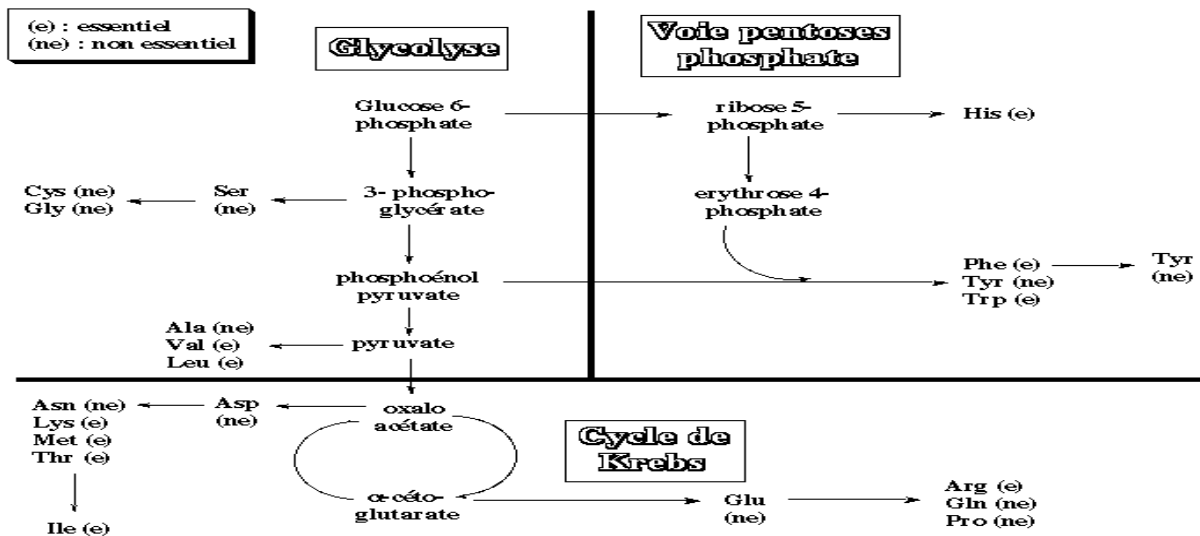 (e) : essentiel
(ne) : non essentiel
Glycolyse
Voie pentoses
phosphate
Glucose 6-
phosphate
ribose 5-
phosphate
His (e)
Cys (ne)
Gly (ne)
Ser
(ne)
3- phospho-
glycérate
erythrose 4-
phosphate
phosphoénol
pyruvate
Phe (e)
Tyr (ne)
Trp (e)
Tyr
(ne)
Ala (ne)
Val (e)
Leu (e)
pyruvate
Asn (ne)
Lys (e)
Met (e)
Thr (e)
Asp
(ne)
oxalo
acétate
Cycle de
Krebs
Ile (e)
α-céto-
glutarate
Glu
(ne)
Arg (e)
Gln (ne)
Pro (ne)